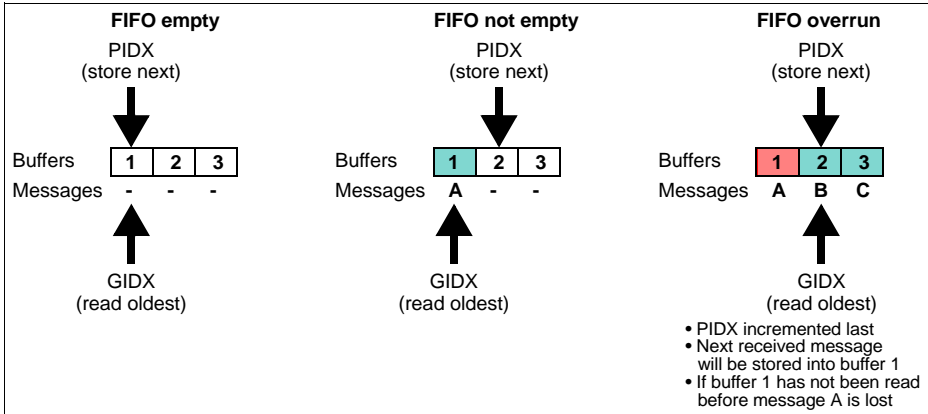 FIFO empty
PIDX
(store next)
Buffers 1 2 3
Messages - - -
GIDX
(read oldest)
FIFO not empty
PIDX
(store next)
Buffers 1 2 3
Messages A - -
GIDX
(read oldest)
FIFO overrun
PIDX
(store next)
Buffers 1 2 3
Messages A B C
GIDX
(read oldest)
• PIDX incremented last
• Next received message
will be stored into buffer 1
• If buffer 1 has not been read
before message A is lost